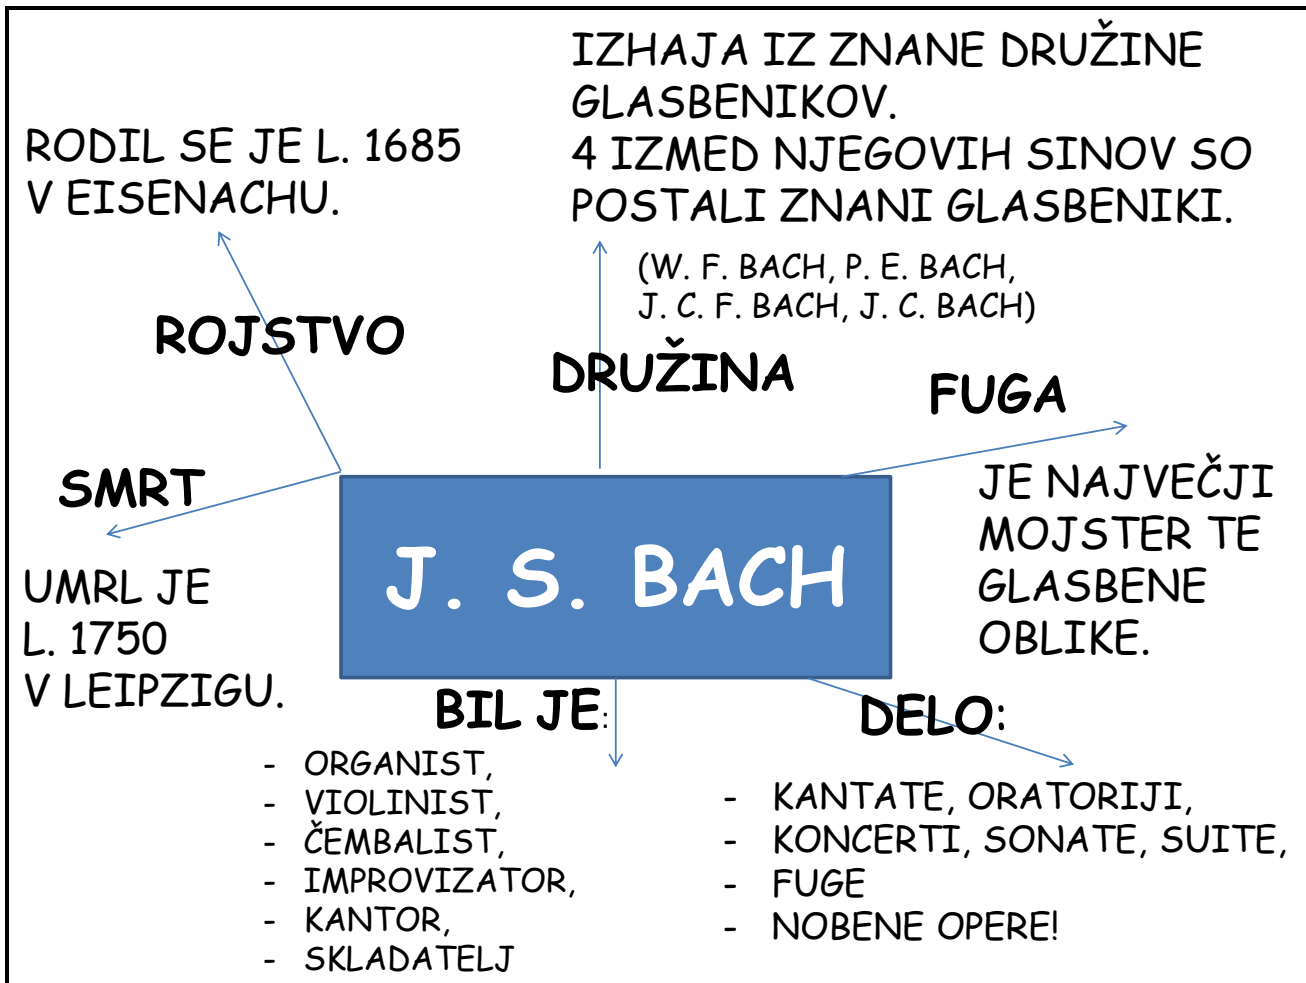 IZHAJA IZ ZNANE DRUŽINE
GLASBENIKOV.
4 IZMED NJEGOVIH SINOV SO
POSTALI ZNANI GLASBENIKI.
(W. F. BACH, P. E. BACH,
J. C. F. BACH, J. C. BACH)
DRUŽINA
RODIL SE JE L. 1685
V EISENACHU.
ROJSTVO
FUGA
JE NAJVEČJI
MOJSTER TE
GLASBENE
OBLIKE.
SMRT
UMRL JE
L. 1750
V LEIPZIGU.
J. S. BACH
BIL JE:
- ORGANIST,
- VIOLINIST,
- ČEMBALIST,
- IMPROVIZATOR,
- KANTOR,
- SKLADATELJ
DELO:
- KANTATE, ORATORIJI,
- KONCERTI, SONATE, SUITE,
- FUGE
- NOBENE OPERE!